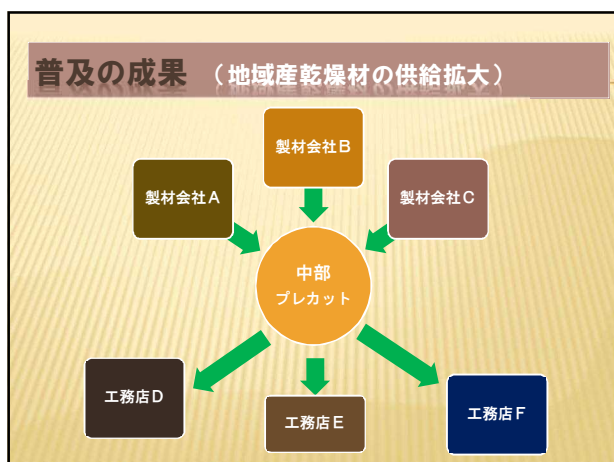 普及の成果 （地域産乾燥材の供給拡大）
製材会社B
製材会社A
製材会社C
中部
プレカット
工務店D
工務店E
工務店F